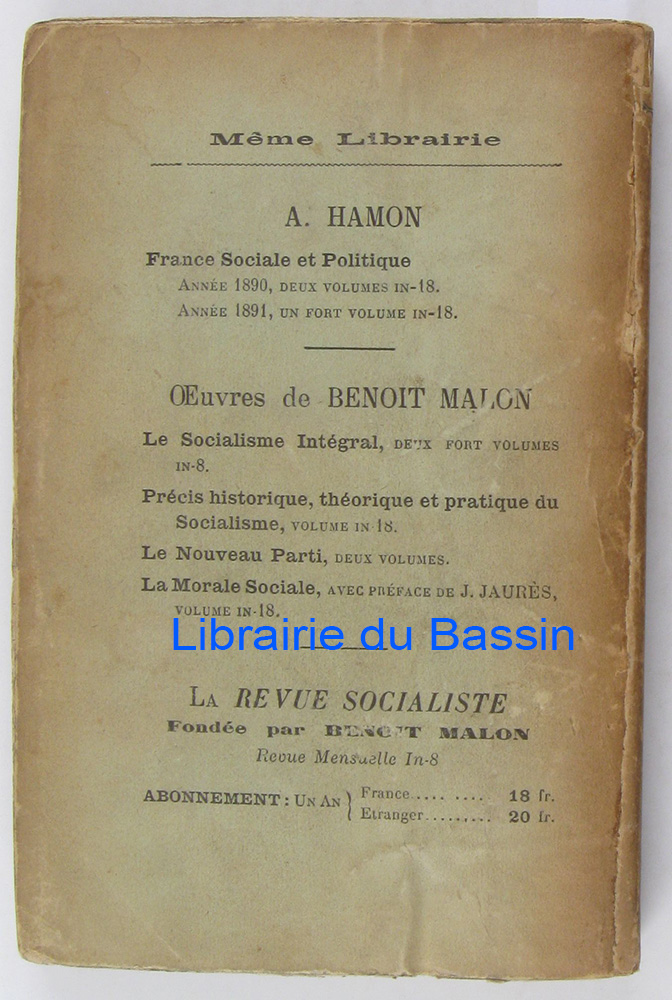 Même Librairie
A. HAMON
France Sociale et Politique
ANNÉE 1890, DEUX VOLUMES IN-18.
ANNÉE 1891, UN FORT VOLUME IN-18.
ŒUvres de BENOIT MALON
Le Socialisme Intégral, DEUX FORT VOLUMES
IN-8.
Précis historique, théorique et pratique du
Socialisme, VOLUME IN-18.
Le Nouveau Parti, DEUX VOLUMES.
La Morale Sociale, AVEC PRÉFACE DE J. JAURÈS,
VOLUME IN-18.
Librairie du Bassin
LA REVUE SOCIALISTE
Fondée par BENOIT MALON
Revue Mensuelle In-8
ABONNEMENT : UN AN } France..... .... 18 fr.
Etranger......... 20 fr.